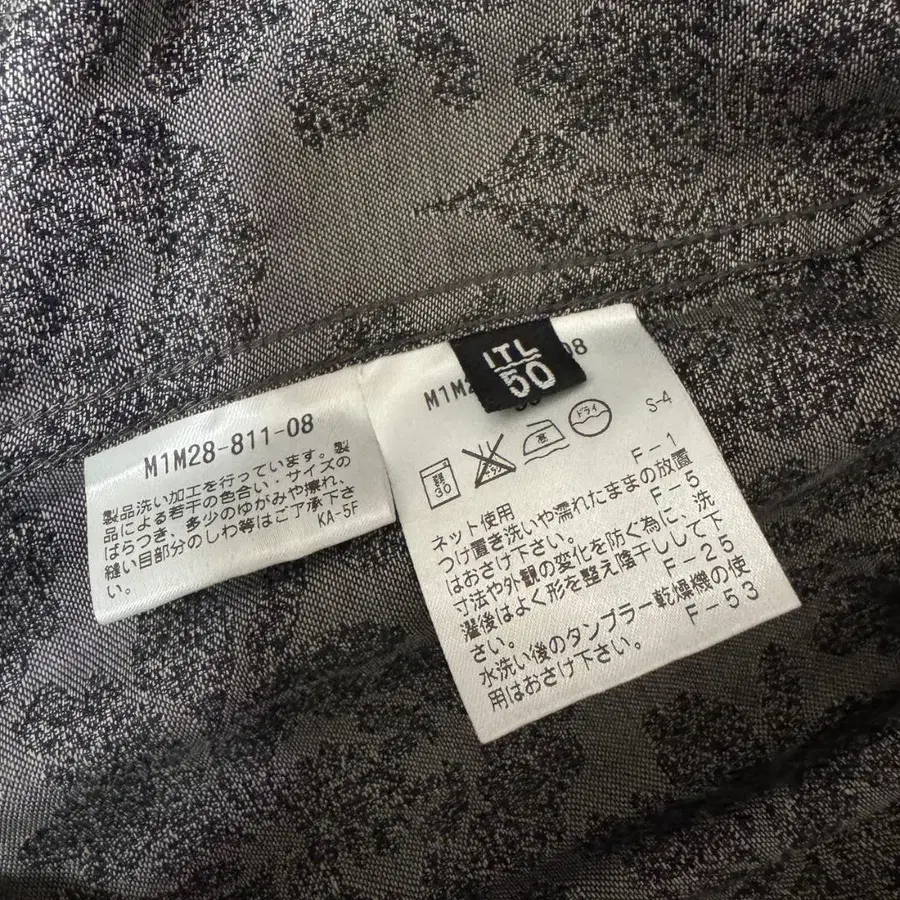 M1M28-811-08
製品洗い加工を行っています。製
品による若干の色合い・サイズの
ばらつき、多少のゆがみや擦れ、
縫い目部分のしわ等はご了承下さ
い。
KA-5F
ITL
50
M1M2
08
30
ドライ
S-4
F-1
ネット使用
F-5
つけ置き洗いや濡れたままの放置
はおさけ下さい。
F-25
寸法や外観の変化を防ぐ為に、洗
濯後はよく形を整え陰干しして下
さい。
F-53
水洗い後のタンブラー乾燥機の使
用はおさけ下さい。